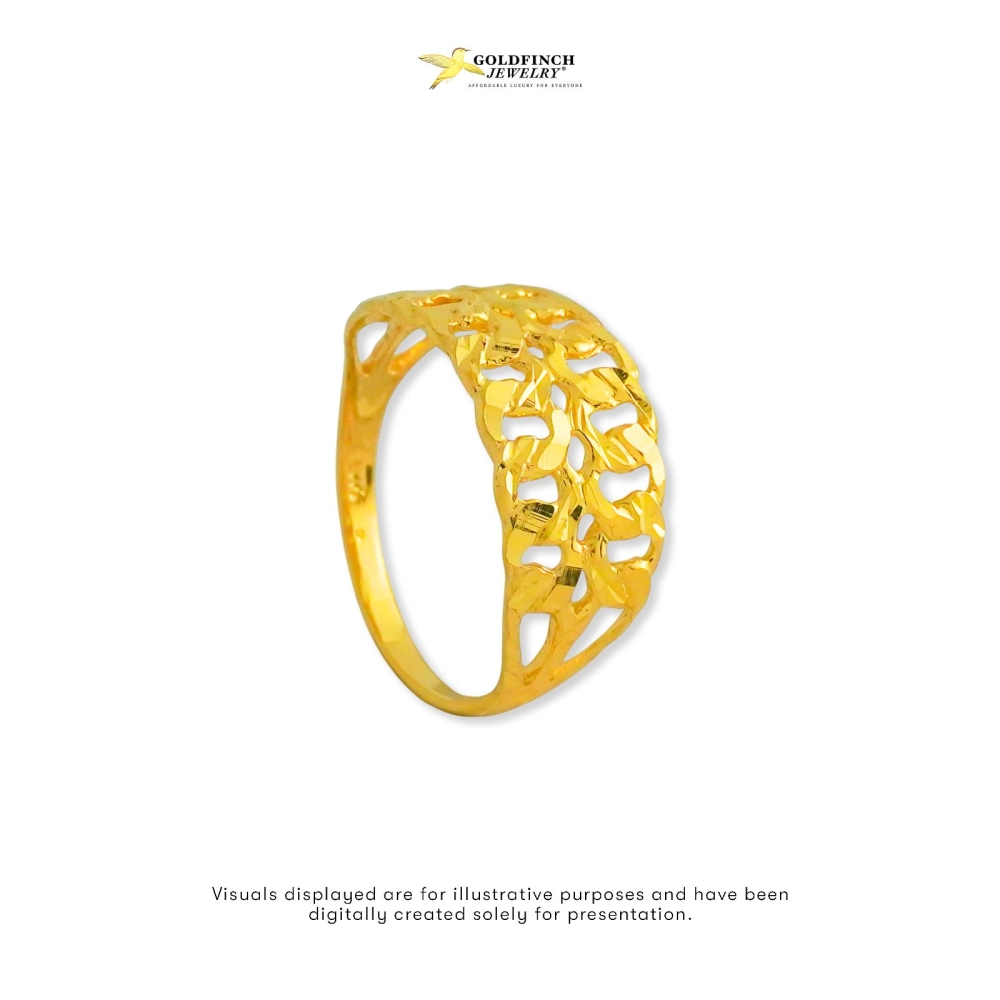 GOLDFINCH
JEWELRY®
AFFORDABLE LUXURY FOR EVERYONE
Visuals displayed are for illustrative purposes and have been
digitally created solely for presentation.